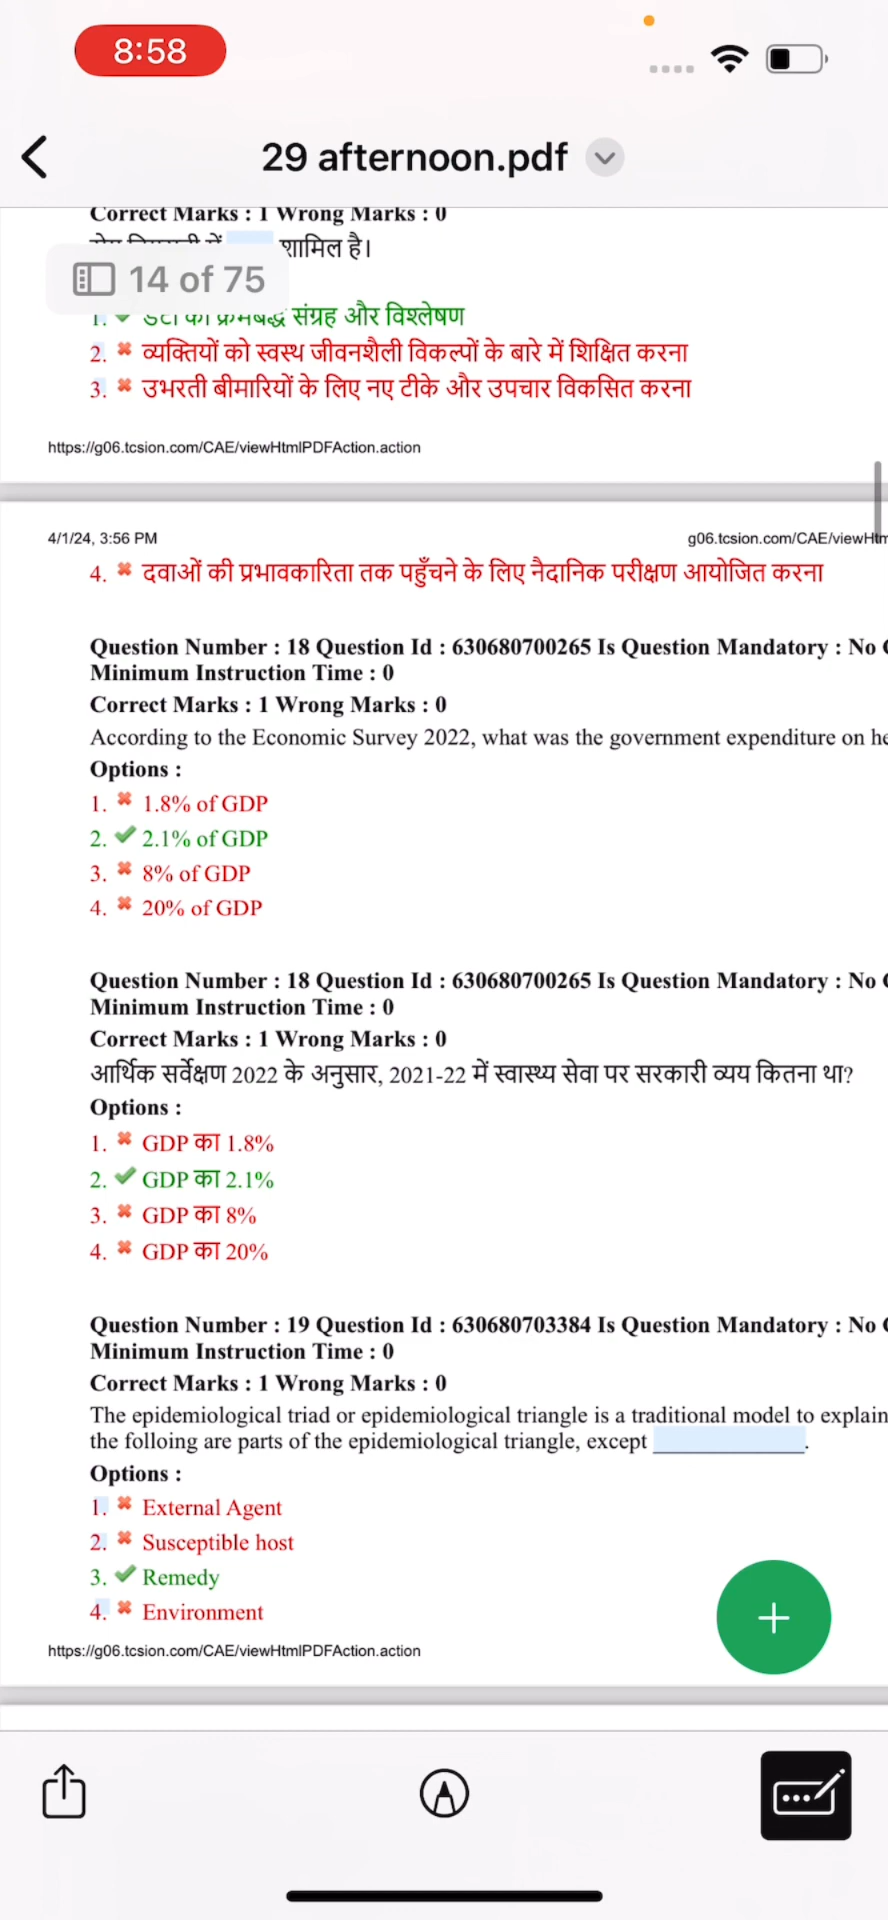 8:58
29 afternoon.pdf
Correct Marks : 1 Wrong Marks : 0
शामिल है।
14 of 75
1. ✔ डेटा का क्रमबद्ध संग्रह और विश्लेषण
2. ✖ व्यक्तियों को स्वस्थ जीवनशैली विकल्पों के बारे में शिक्षित करना
3. ✖ उभरती बीमारियों के लिए नए टीके और उपचार विकसित करना
https://g06.tcsion.com/CAE/viewHtmlPDFAction.action
4/1/24, 3:56 PM
g06.tcsion.com/CAE/viewHtm
4. ✖ दवाओं की प्रभावकारिता तक पहुँचने के लिए नैदानिक परीक्षण आयोजित करना
Question Number : 18 Question Id : 630680700265 Is Question Mandatory : No
Minimum Instruction Time : 0
Correct Marks : 1 Wrong Marks : 0
According to the Economic Survey 2022, what was the government expenditure on he
Options :
1. ✖ 1.8% of GDP
2. ✔ 2.1% of GDP
3. ✖ 8% of GDP
4. ✖ 20% of GDP
Question Number : 18 Question Id : 630680700265 Is Question Mandatory : No
Minimum Instruction Time : 0
Correct Marks : 1 Wrong Marks : 0
आर्थिक सर्वेक्षण 2022 के अनुसार, 2021-22 में स्वास्थ्य सेवा पर सरकारी व्यय कितना था?
Options :
1. ✖ GDP का 1.8%
2. ✔ GDP का 2.1%
3. ✖ GDP का 8%
4. ✖ GDP का 20%
Question Number : 19 Question Id : 630680703384 Is Question Mandatory : No
Minimum Instruction Time : 0
Correct Marks : 1 Wrong Marks : 0
The epidemiological triad or epidemiological triangle is a traditional model to explain
the folloing are parts of the epidemiological triangle, except ____________.
Options :
1. ✖ External Agent
2. ✖ Susceptible host
3. ✔ Remedy
4. ✖ Environment
https://g06.tcsion.com/CAE/viewHtmlPDFAction.action